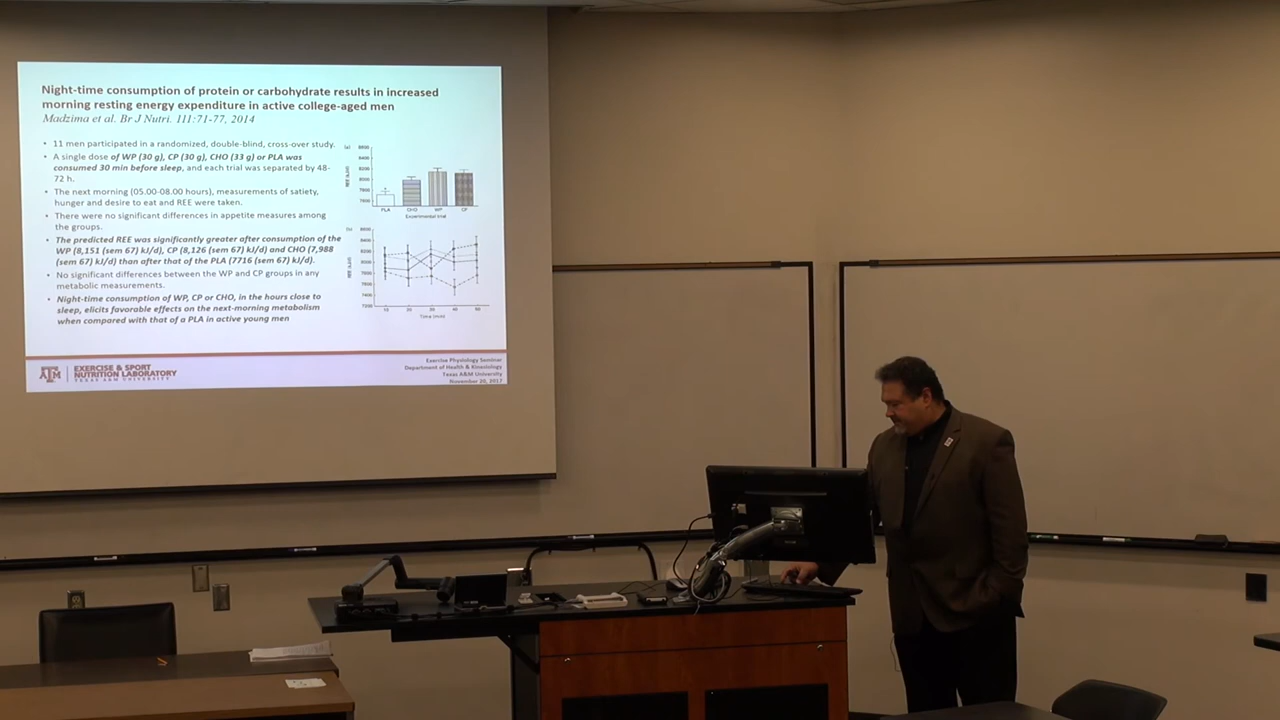 Night-time consumption of protein or carbohydrate results in increased
morning resting energy expenditure in active college-aged men
Madzima et al. Br J Nutri. 111:71-77, 2014
• 11 men participated in a randomized, double-blind, cross-over study.
• A single dose of WP (30 g), CP (30 g), CHO (33 g) or PLA was
consumed 30 min before sleep, and each trial was separated by 48-
72 h.
• The next morning (05.00-08.00 hours), measurements of satiety,
hunger and desire to eat and REE were taken.
• There were no significant differences in appetite measures among
the groups.
• The predicted REE was significantly greater after consumption of the
WP (8,151 (sem 67) kJ/d), CP (8,126 (sem 67) kJ/d) and CHO (7,988
(sem 67) kJ/d) than after that of the PLA (7716 (sem 67) kJ/d).
• No significant differences between the WP and CP groups in any
metabolic measurements.
• Night-time consumption of WP, CP or CHO, in the hours close to
sleep, elicits favorable effects on the next-morning metabolism
when compared with that of a PLA in active young men
PLA CHO WP CP
Experimental trial
Time (min)
ATM
EXERCISE & SPORT
NUTRITION LABORATORY
TEXAS A&M UNIVERSITY
Exercise Physiology Seminar
Department of Health & Kinesiology
Texas A&M University
November 20, 2017